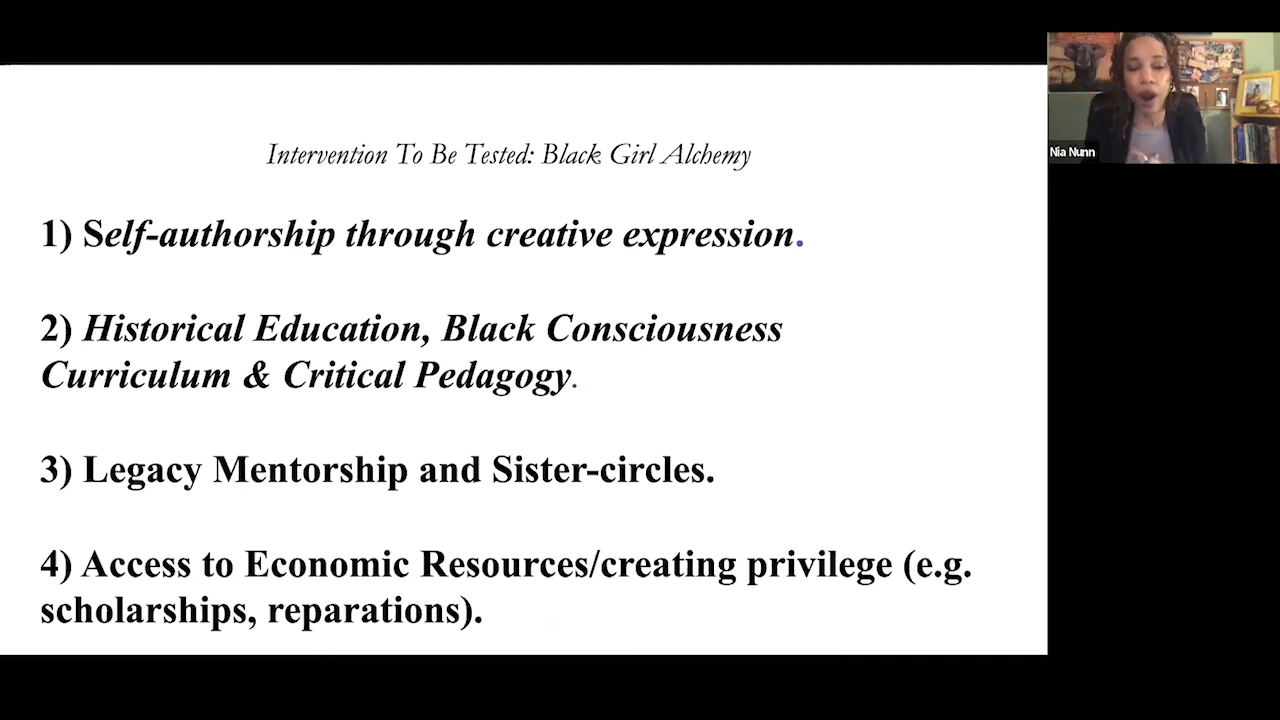 Intervention To Be Tested: Black Girl Alchemy
1) Self-authorship through creative expression.
2) Historical Education, Black Consciousness
Curriculum & Critical Pedagogy.
3) Legacy Mentorship and Sister-circles.
4) Access to Economic Resources/creating privilege (e.g.
scholarships, reparations).
Nia Nunn